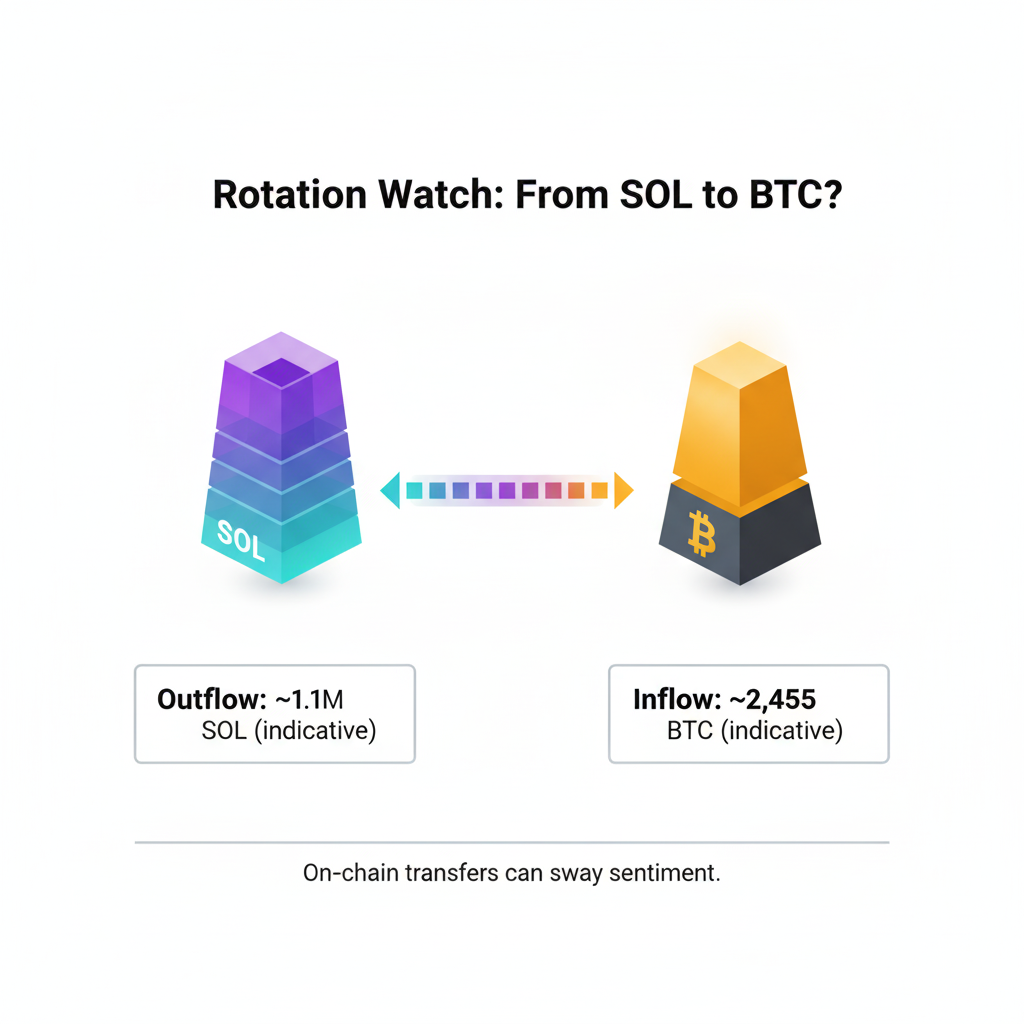 Rotation Watch: From SOL to BTC?
SOL
₿
Outflow: ~1.1M
SOL (indicative)
Inflow: ~2,455
BTC (indicative)
On-chain transfers can sway sentiment.